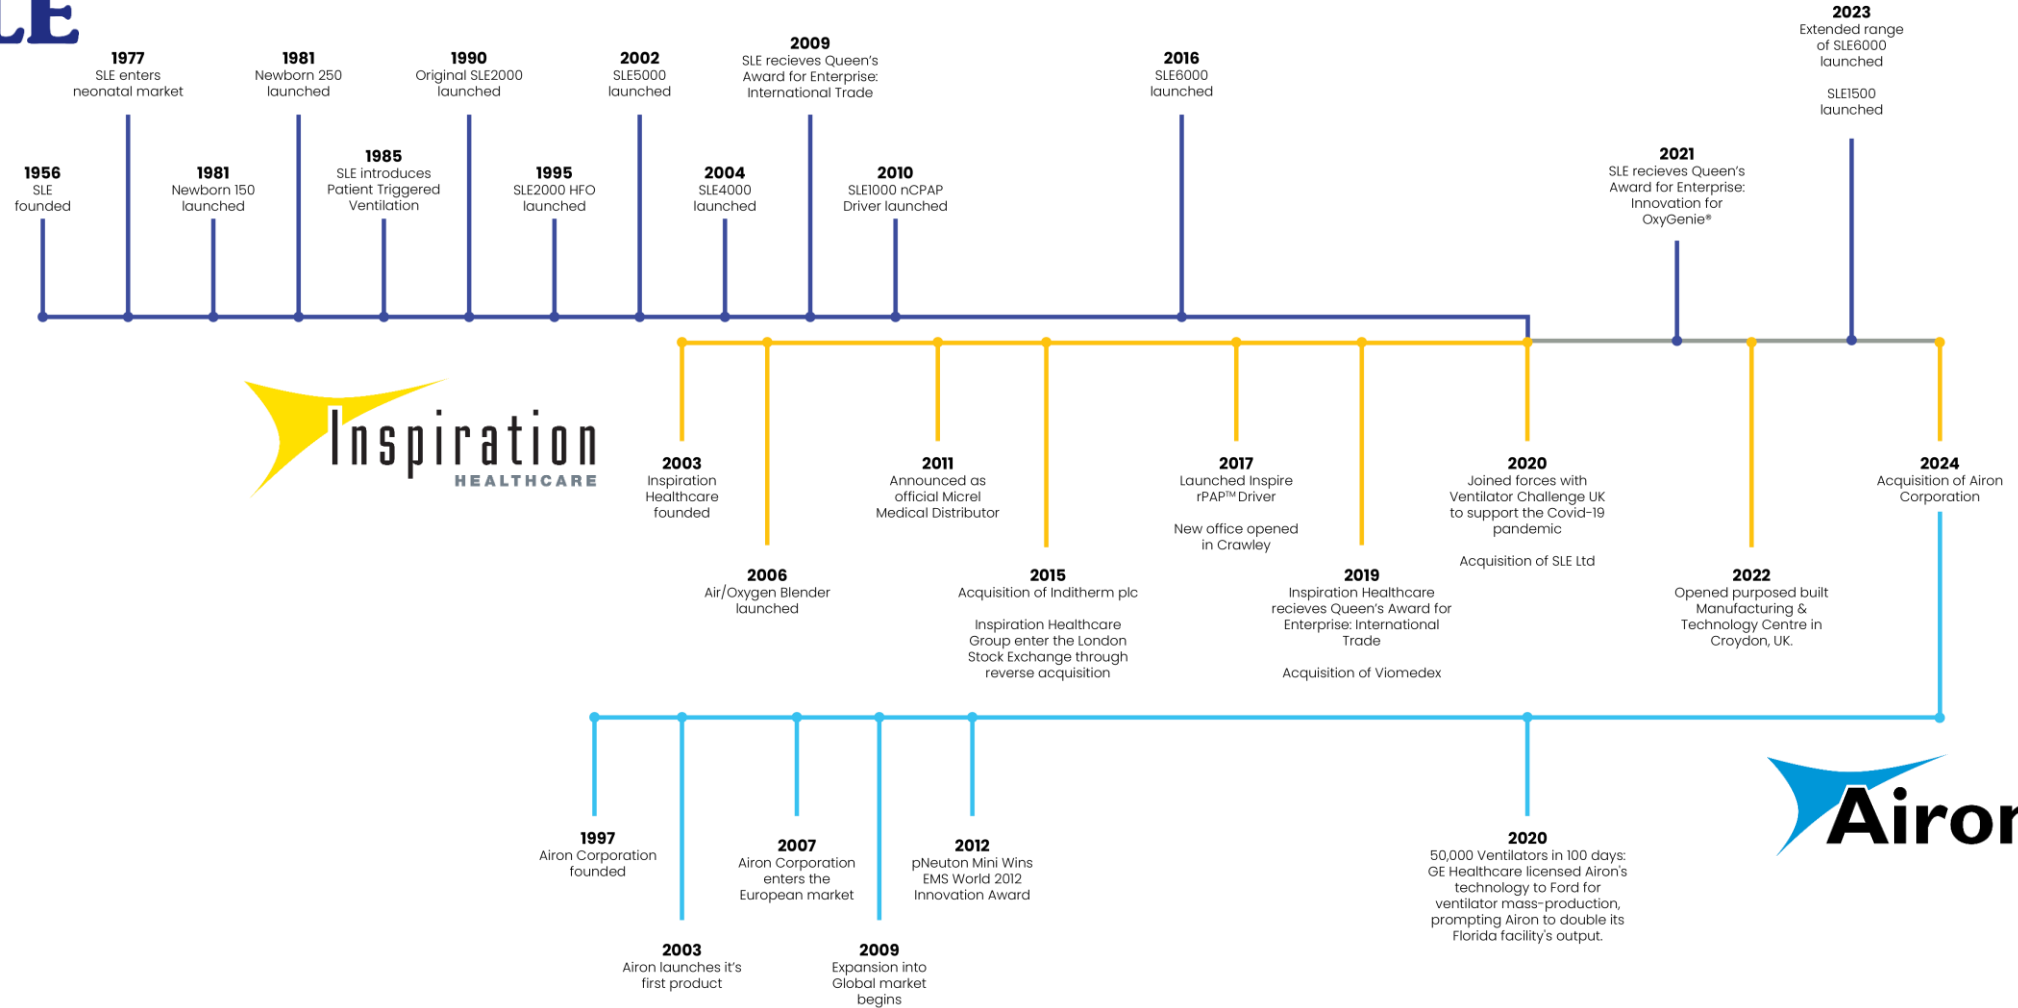 LE
1977
SLE enters
neonatal market
1981
Newborn 250
launched
1990
Original SLE2000
launched
2002
SLE5000
launched
2009
SLE recieves Queen's
Award for Enterprise:
International Trade
2016
SLE6000
launched
2023
Extended range
of SLE6000
launched
SLE1500
launched
1956
SLE
founded
1981
Newborn 150
launched
1985
SLE introduces
Patient Triggered
Ventilation
1995
SLE2000 HFO
launched
2004
SLE4000
launched
2010
SLE1000 nCPAP
Driver launched
2021
SLE recieves Queen's
Award for Enterprise:
Innovation for
OxyGenie®
Inspiration
HEALTHCARE
2003
Inspiration
Healthcare
founded
2011
Announced as
official Micrel
Medical Distributor
2017
Launched Inspire
rPAP™ Driver
New office opened
in Crawley
2020
Joined forces with
Ventilator Challenge UK
to support the Covid-19
pandemic
Acquisition of SLE Ltd
2024
Acquisition of Airon
Corporation
2006
Air/Oxygen Blender
launched
2015
Acquisition of Inditherm plc
Inspiration Healthcare
Group enter the London
Stock Exchange through
reverse acquisition
2019
Inspiration Healthcare
recieves Queen's Award for
Enterprise: International
Trade
Acquisition of Viomedex
2022
Opened purposed built
Manufacturing &
Technology Centre in
Croydon, UK.
Airon
1997
Airon Corporation
founded
2007
Airon Corporation
enters the
European market
2012
pNeuton Mini Wins
EMS World 2012
Innovation Award
2020
50,000 Ventilators in 100 days:
GE Healthcare licensed Airon's
technology to Ford for
ventilator mass-production,
prompting Airon to double its
Florida facility's output.
2003
Airon launches it's
first product
2009
Expansion into
Global market
begins